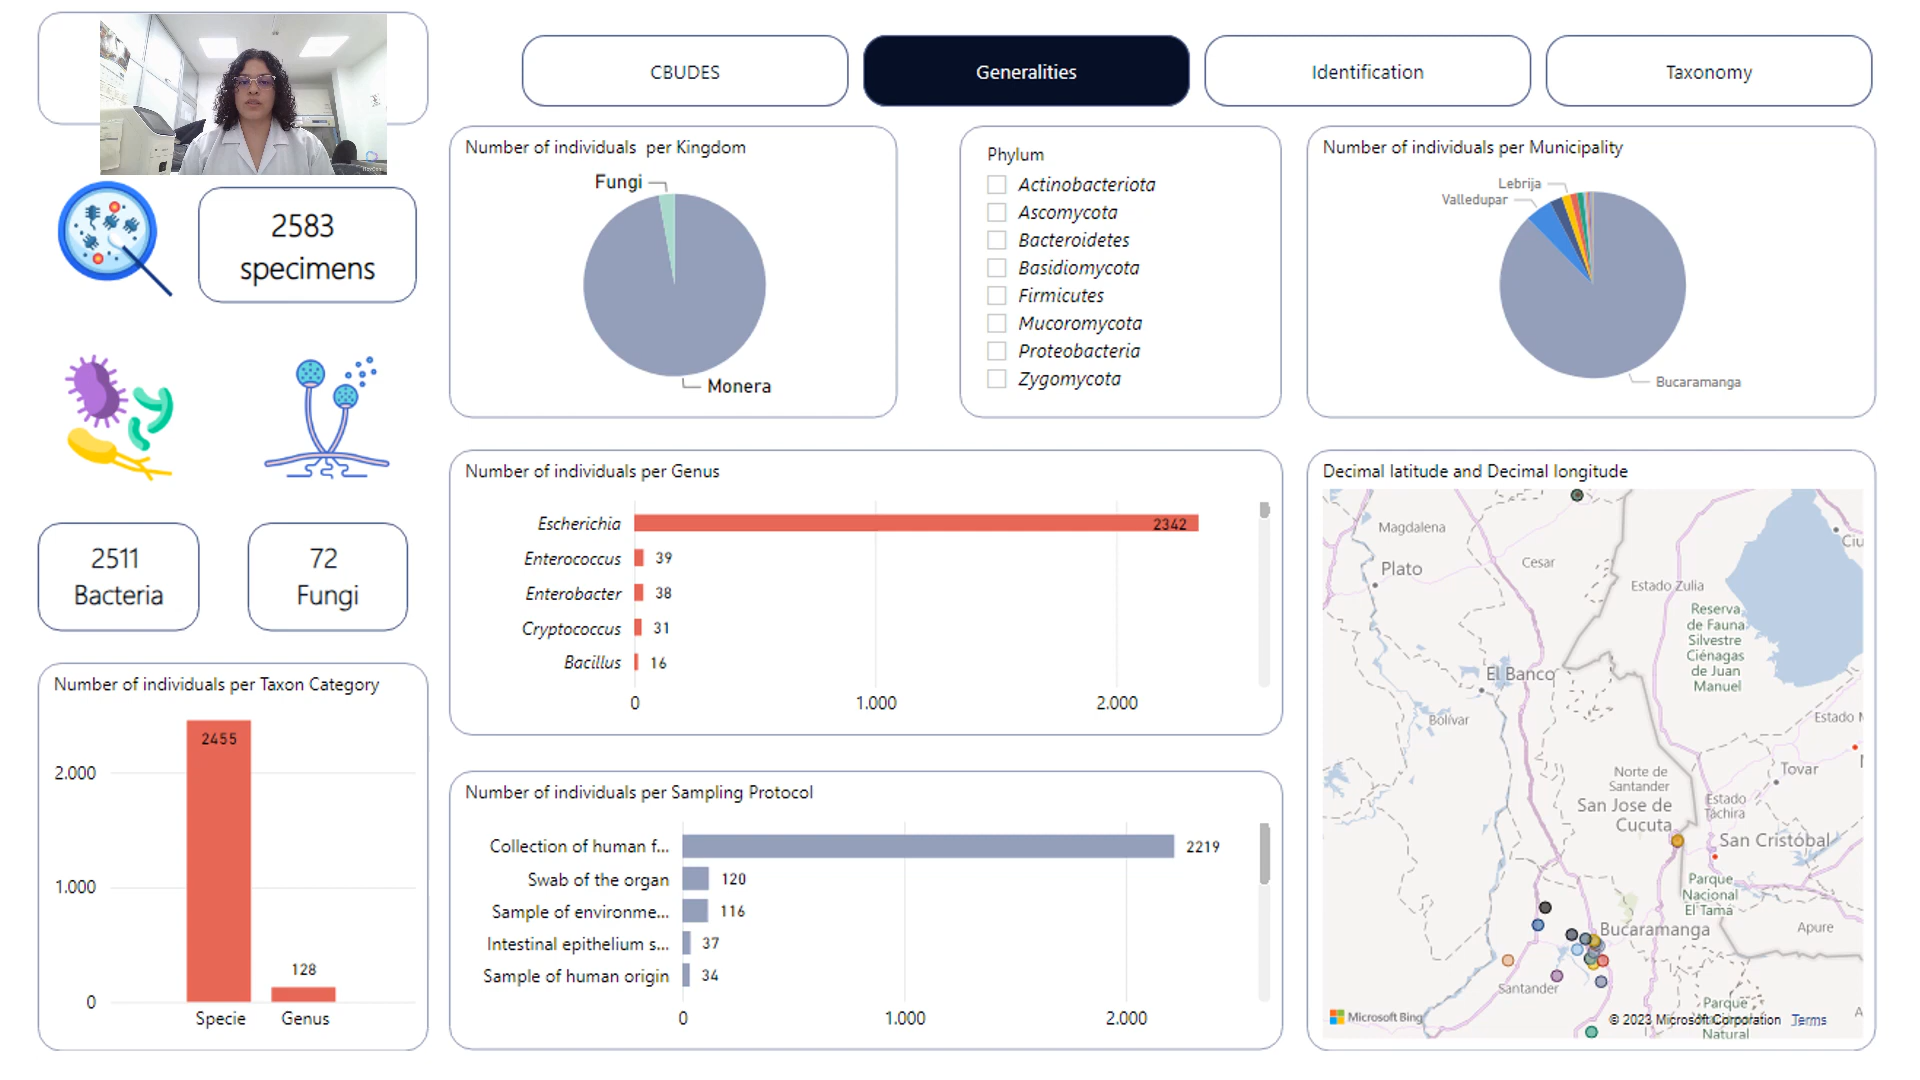 CBUDES
Generalities
Identification
Taxonomy
2583
specimens
2511
Bacteria
72
Fungi
Number of individuals per Taxon Category
2455
2.000
1.000
128
0
Specie
Genus
Number of individuals  per Kingdom
Fungi
Monera
Phylum
Actinobacteriota
Ascomycota
Bacteroidetes
Basidiomycota
Firmicutes
Mucoromycota
Proteobacteria
Zygomycota
Number of individuals per Municipality
Lebrija
Valledupar
Bucaramanga
Number of individuals per Genus
Escherichia 2342
Enterococcus 39
Enterobacter 38
Cryptococcus 31
Bacillus 16
0 1.000 2.000
Number of individuals per Sampling Protocol
Collection of human f... 2219
Swab of the organ 120
Sample of environme... 116
Intestinal epithelium s... 37
Sample of human origin 34
0 1.000 2.000
Decimal latitude and Decimal longitude
Magdalena
Ciu
Cesar
Plato
Estado Zulia
Reserva
de Fauna
Silvestre
Ciénagas
de Juan
Manuel
El Banco
Bolívar
Estado M
Norte de
Santander
Tovar
San Jose de
Cucuta
Estado
Táchira
San Cristóbal
Parque
Nacional
El Tamá
Apure
Bucaramanga
Santander
Parque
Natural
A
Microsoft Bing
© 2023 Microsoft Corporation Terms